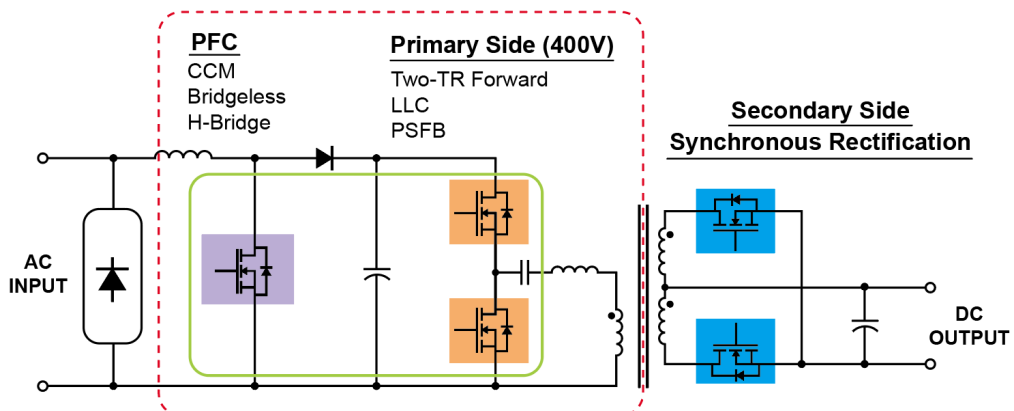 PFC
CCM
Bridgeless
H-Bridge
Primary Side (400V)
Two-TR Forward
LLC
PSFB
Secondary Side
Synchronous Rectification
AC
INPUT
DC
OUTPUT